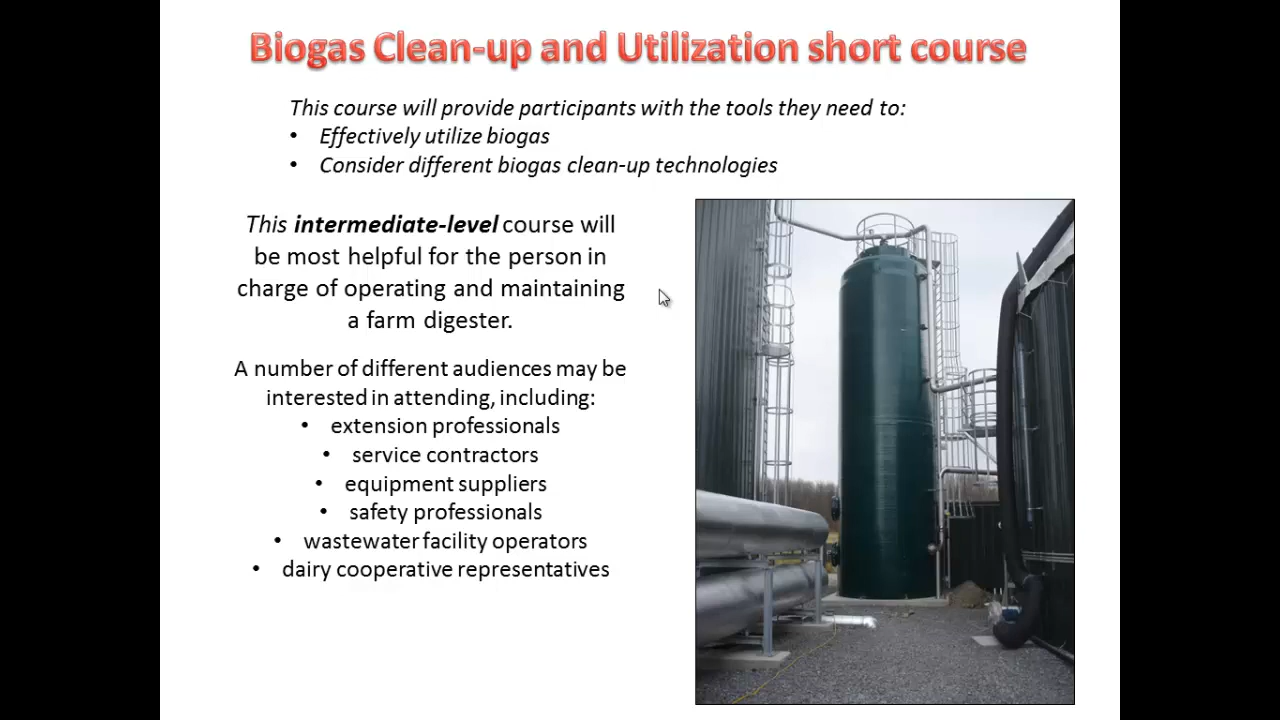 Biogas Clean-up and Utilization short course
This course will provide participants with the tools they need to:
• Effectively utilize biogas
• Consider different biogas clean-up technologies
This intermediate-level course will
be most helpful for the person in
charge of operating and maintaining
a farm digester.
A number of different audiences may be
interested in attending, including:
• extension professionals
• service contractors
• equipment suppliers
• safety professionals
• wastewater facility operators
• dairy cooperative representatives